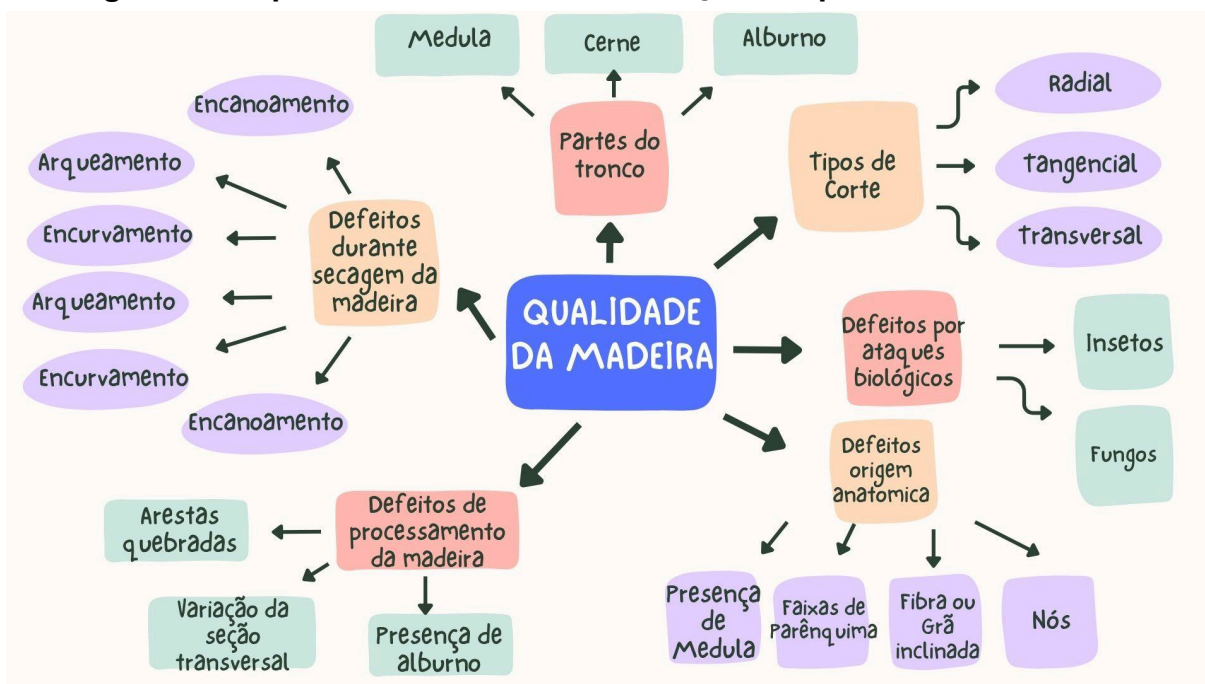 Medula
Cerne
Alburno
Partes do
tronco
Tipos de
Corte
Radial
Tangencial
Transversal
Encanoamento
Arqueamento
Encurvamento
Arqueamento
Encurvamento
Encanoamento
Defeitos
durante
secagem da
madeira
QUALIDADE
DA MADEIRA
Defeitos por
ataques
biológicos
Insetos
Fungos
Defeitos
origem
anatomica
Presença
de
Medula
Faixas de
Parênquima
Fibra ou
Grã
inclinada
Nós
Defeitos de
processamento
da madeira
Arestas
quebradas
Variação da
seção
transversal
Presença de
alburno